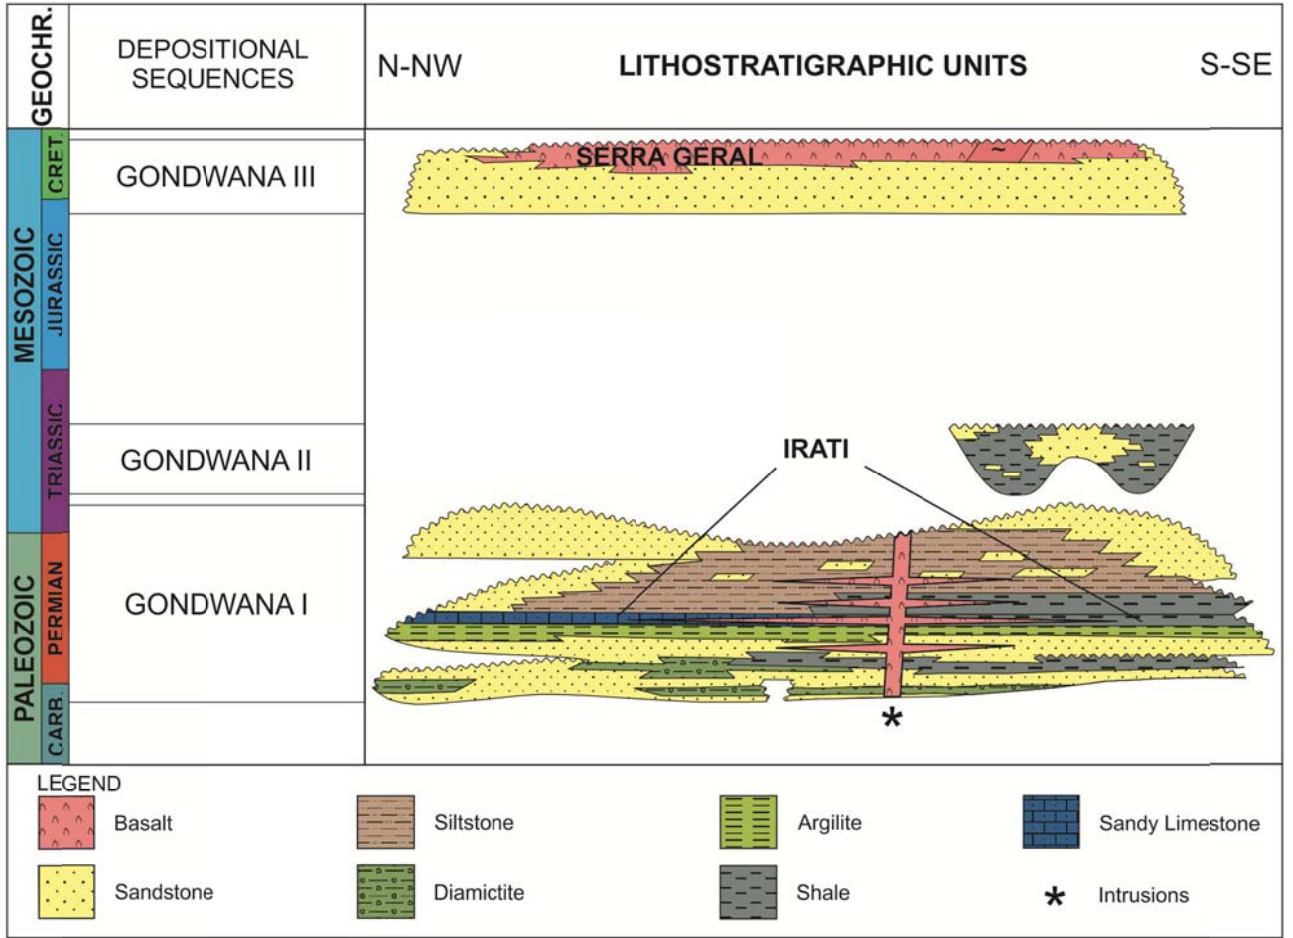 GEOCHR.
DEPOSITIONAL
SEQUENCES
N-NW
LITHOSTRATIGRAPHIC UNITS
S-SE
MESOZOIC
CRET.
GONDWANA III
SERRA GERAL
~
JURASSIC
TRIASSIC
GONDWANA II
IRATI
PALEOZOIC
PERMIAN
GONDWANA I
CARB.
*
LEGEND
Basalt
Siltstone
Argilite
Sandy Limestone
Sandstone
Diamictite
Shale
* Intrusions